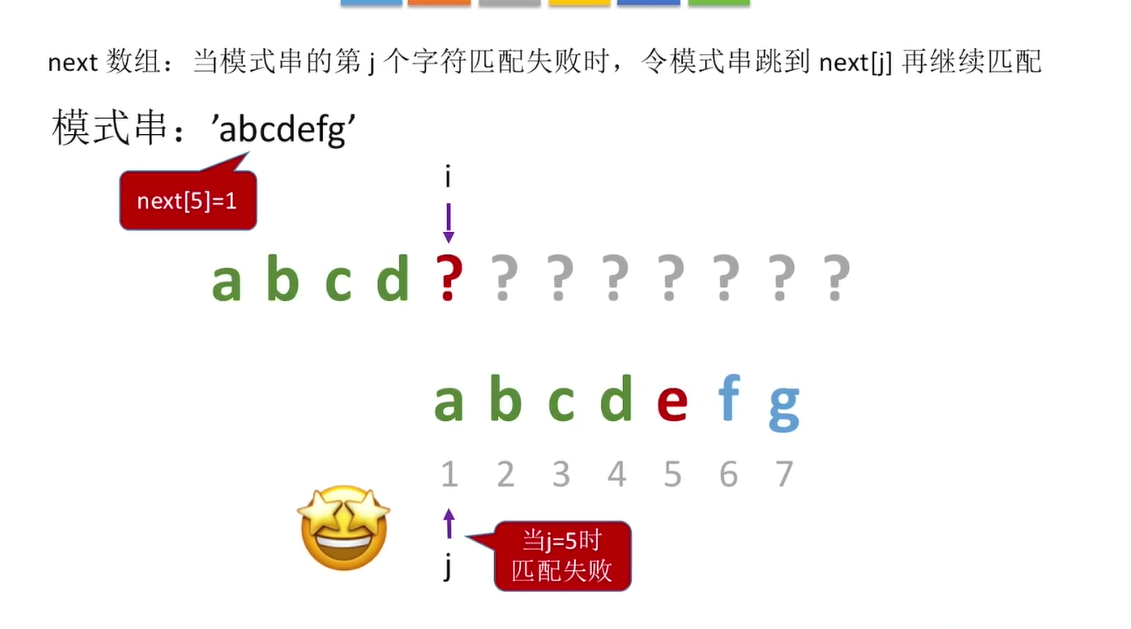 next 数组：当模式串的第 j 个字符匹配失败时，令模式串跳到 next[j] 再继续匹配
模式串：’abcdefg’
next[5]=1
i
a b c d ? ? ? ? ? ? ? ?
a b c d e f g
1 2 3 4 5 6 7
j
当j=5时
匹配失败